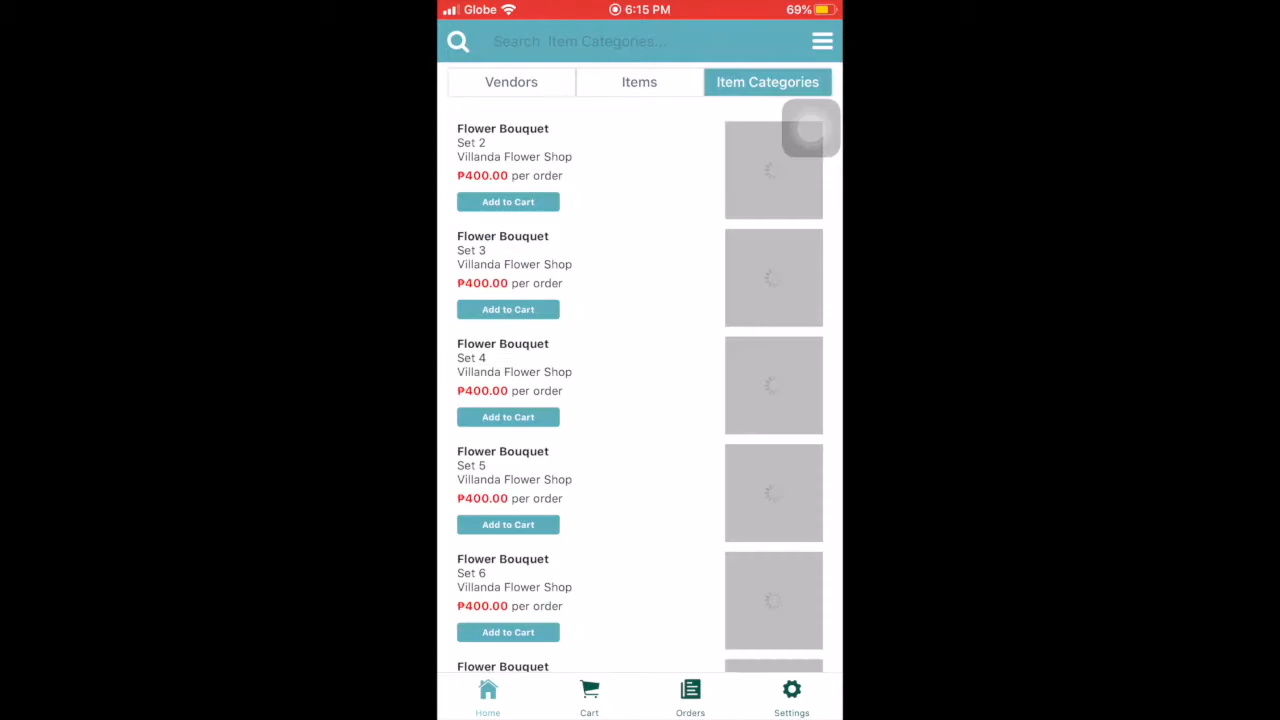 Globe 6:15 PM 69%
Search Item Categories...
Vendors Items Item Categories
Flower Bouquet
Set 2
Villanda Flower Shop
₱400.00 per order
Add to Cart
Flower Bouquet
Set 3
Villanda Flower Shop
₱400.00 per order
Add to Cart
Flower Bouquet
Set 4
Villanda Flower Shop
₱400.00 per order
Add to Cart
Flower Bouquet
Set 5
Villanda Flower Shop
₱400.00 per order
Add to Cart
Flower Bouquet
Set 6
Villanda Flower Shop
₱400.00 per order
Add to Cart
Flower Bouquet
Home Cart Orders Settings